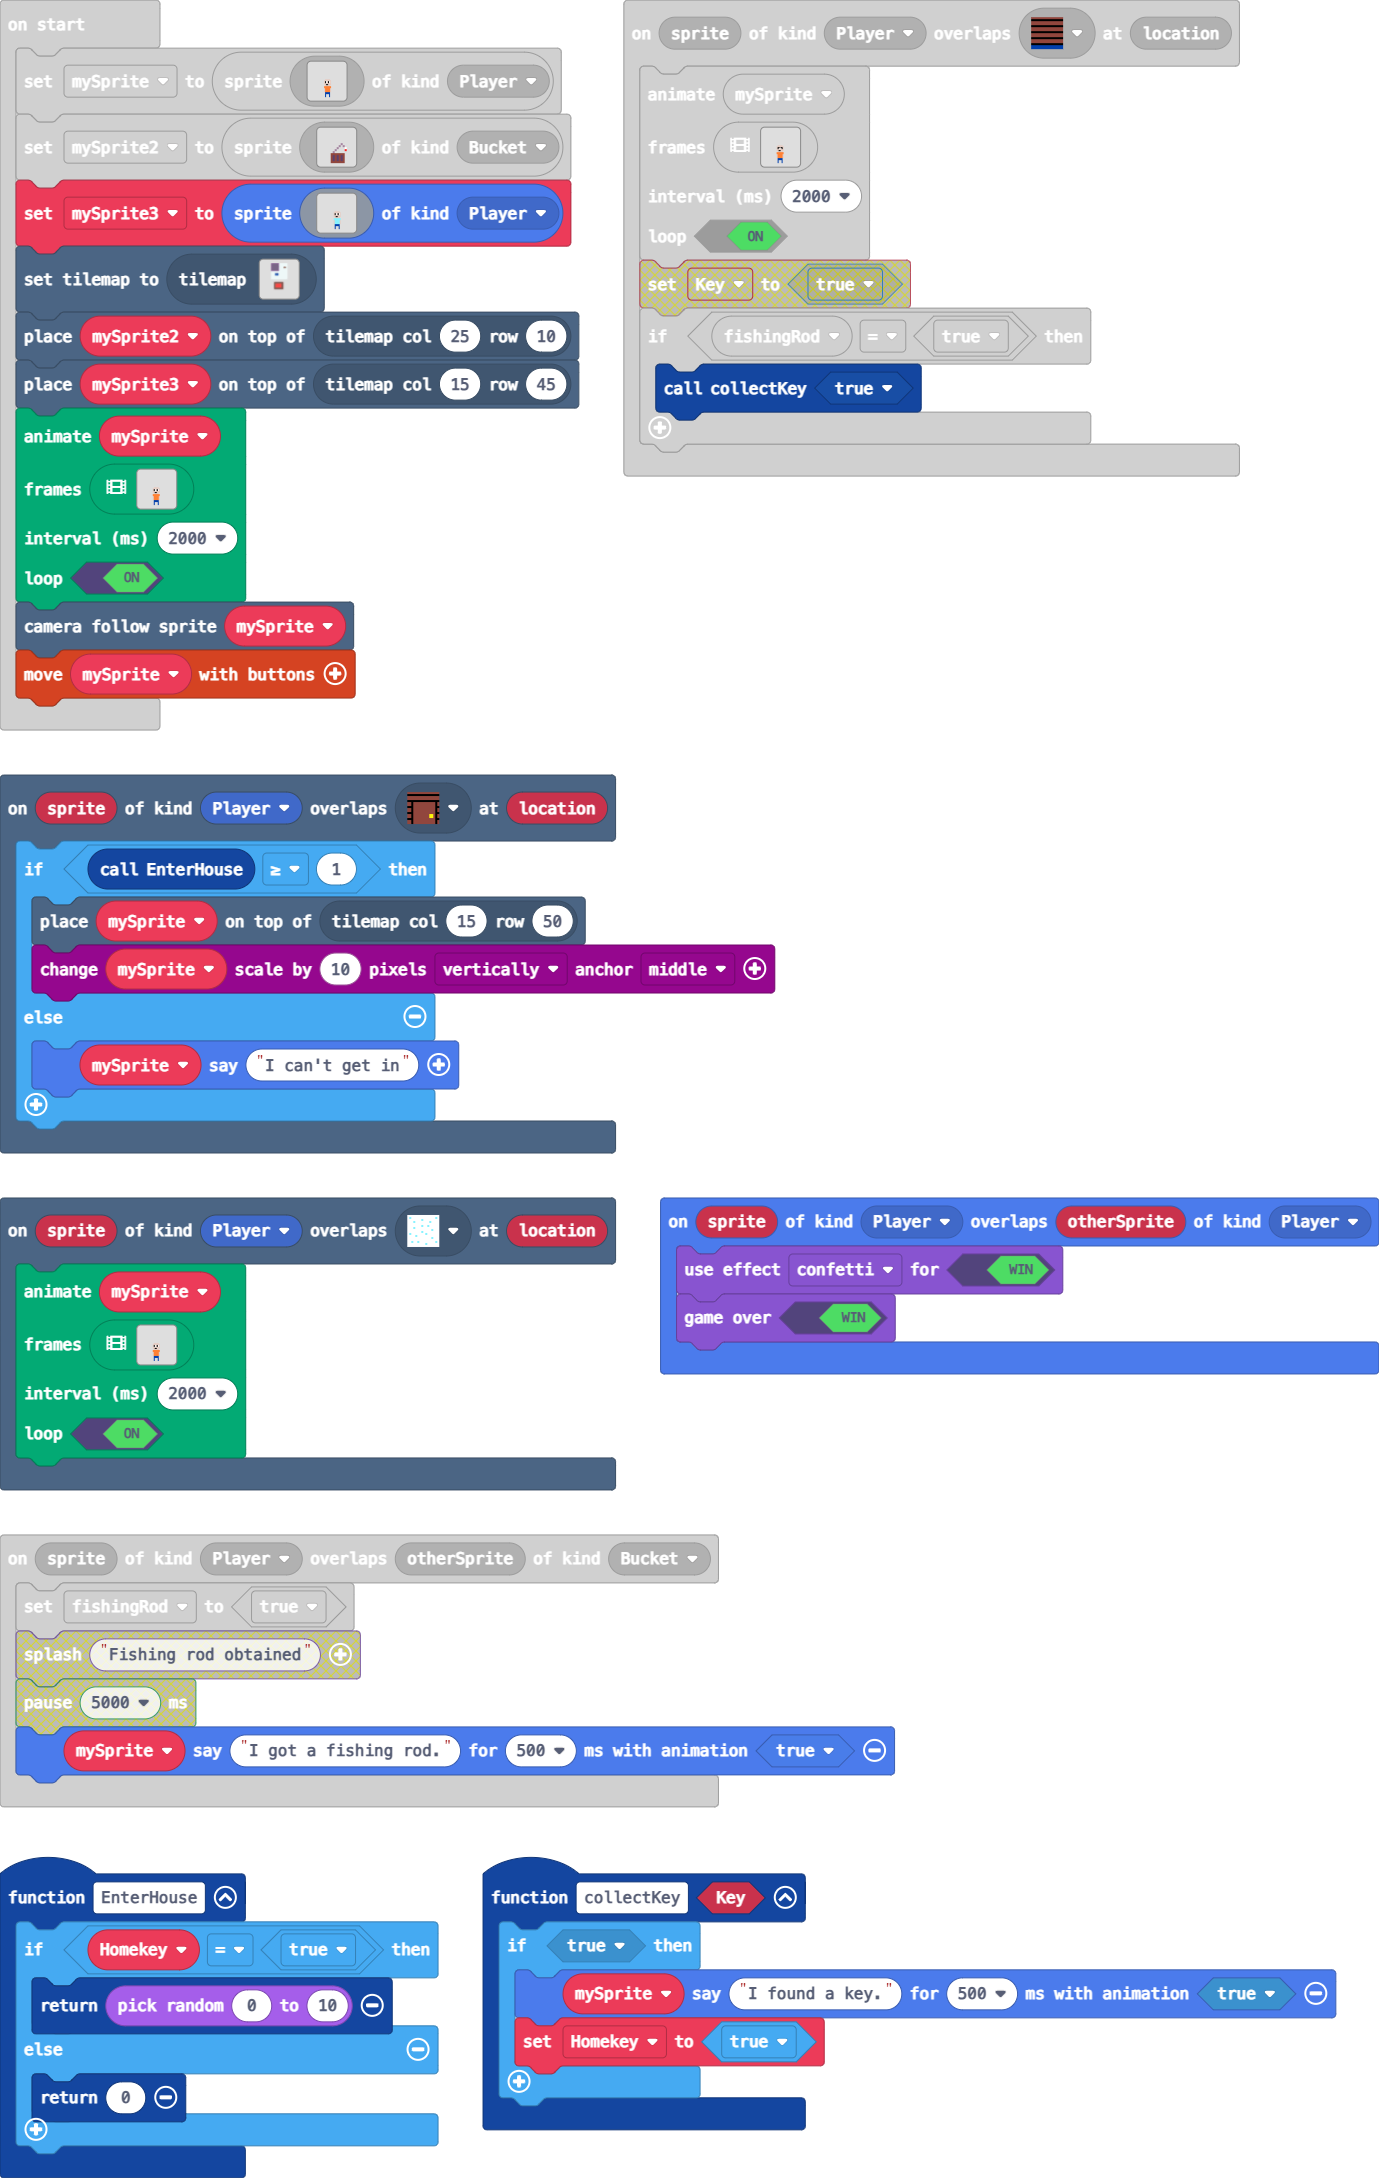 on start
set mySprite to sprite of kind Player
set mySprite2 to sprite of kind Bucket
set mySprite3 to sprite of kind Player
set tilemap to tilemap
place mySprite2 on top of tilemap col 25 row 10
place mySprite3 on top of tilemap col 15 row 45
animate mySprite
frames
interval (ms) 2000
loop ON
camera follow sprite mySprite
move mySprite with buttons
on sprite of kind Player overlaps at location
animate mySprite
frames
interval (ms) 2000
loop ON
set Key to true
if fishingRod = true then
call collectKey true
on sprite of kind Player overlaps at location
if call EnterHouse ≥ 1 then
place mySprite on top of tilemap col 15 row 50
change mySprite scale by 10 pixels vertically anchor middle
else
mySprite say "I can't get in"
on sprite of kind Player overlaps at location
animate mySprite
frames
interval (ms) 2000
loop ON
on sprite of kind Player overlaps otherSprite of kind Player
use effect confetti for WIN
game over WIN
on sprite of kind Player overlaps otherSprite of kind Bucket
set fishingRod to true
splash "Fishing rod obtained"
pause 5000 ms
mySprite say "I got a fishing rod." for 500 ms with animation true
function EnterHouse
if Homekey = true then
return pick random 0 to 10
else
return 0
function collectKey Key
if true then
mySprite say "I found a key." for 500 ms with animation true
set Homekey to true